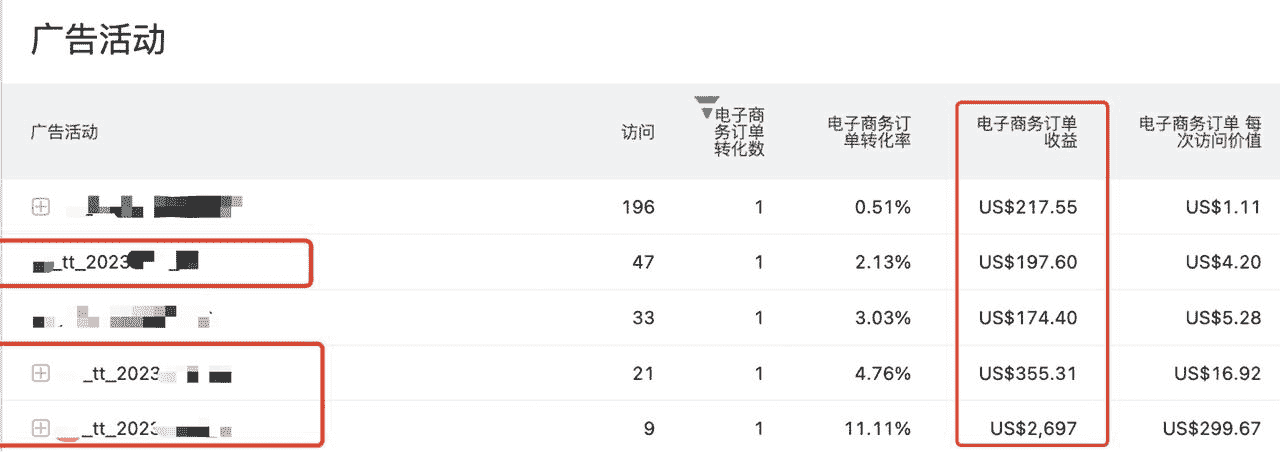 广告活动
广告活动 访问 电子商务订单转化数 电子商务订单转化率 电子商务订单收益 电子商务订单 每次访问价值
196 1 0.51% US$217.55 US$1.11
_tt_2023 47 1 2.13% US$197.60 US$4.20
33 1 3.03% US$174.40 US$5.28
_tt_2023 21 1 4.76% US$355.31 US$16.92
_tt_2023 9 1 11.11% US$2,697 US$299.67